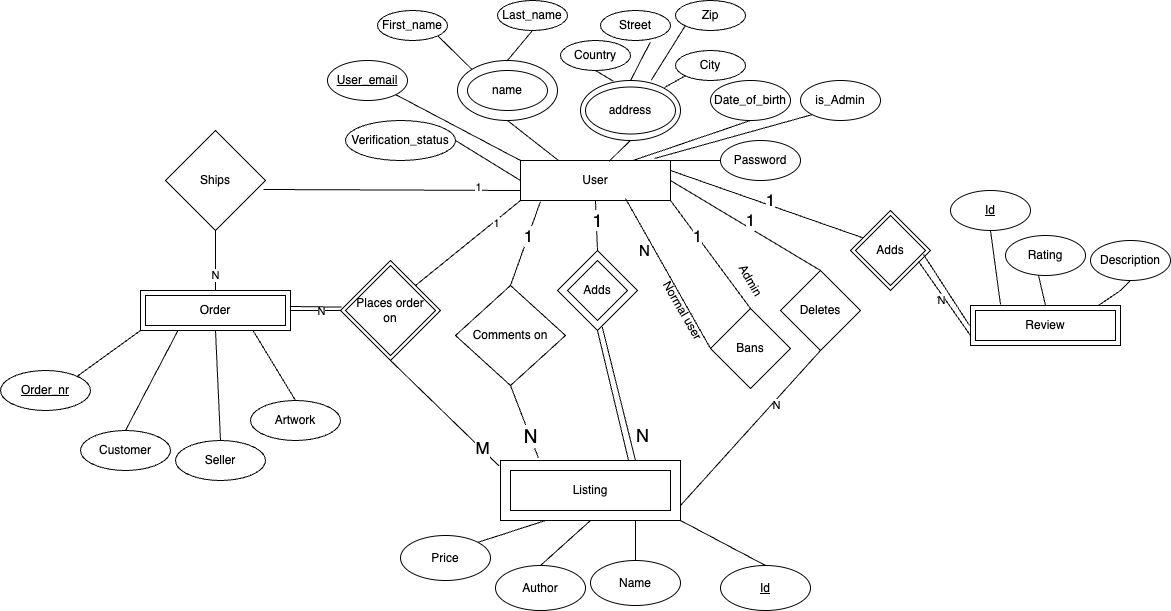 Last_name
First_name
Street
Zip
Country
City
User_email
name
address
Date_of_birth
is_Admin
Verification_status
Password
Ships
User
1
1
1
Id
1
1
1
1
N
Adds
Rating
Description
N
Adds
Admin
Places order
on
Normal user
Deletes
N
Order
N
Review
Comments on
Bans
Order_nr
N
Artwork
Customer
Seller
M
N
N
Listing
Price
Author
Name
Id